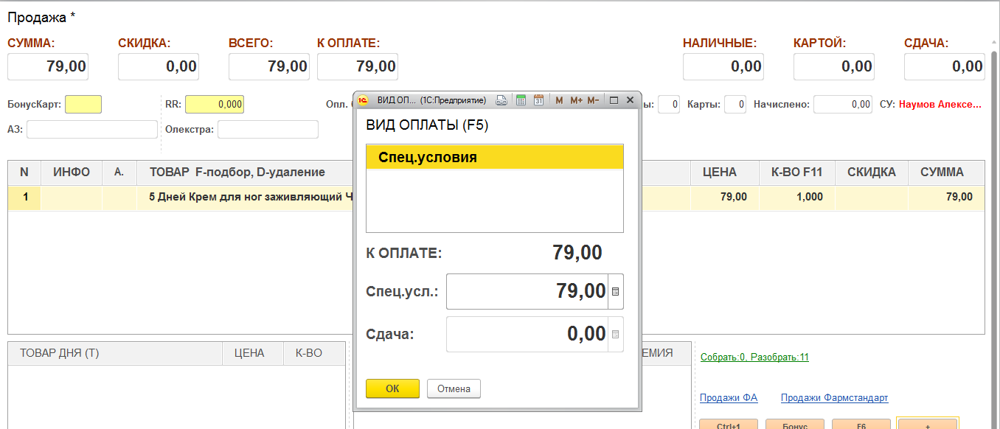 Продажа *
СУММА: СКИДКА: ВСЕГО: К ОПЛАТЕ: НАЛИЧНЫЕ: КАРТОЙ: СДАЧА:
79,00 0,00 79,00 79,00 0,00 0,00 0,00
БонусКарт: RR: 0,000 Опл. ы: 0 Карты: 0 Начислено: 0,00 СУ: Наумов Алексе...
АЗ: Олекстра:
ВИД ОП... (1С:Предприятие) 31 M M+ M-
ВИД ОПЛАТЫ (F5)
Спец.условия
К ОПЛАТЕ: 79,00
Спец.усл.: 79,00
Сдача: 0,00
ОК Отмена
N ИНФО А. ТОВАР F-подбор, D-удаление ЦЕНА К-ВО F11 СКИДКА СУММА
1 5 Дней Крем для ног заживляющий Ч 79,00 1,000 79,00
ТОВАР ДНЯ (Т) ЦЕНА К-ВО ЕМИЯ
Собрать:0, Разобрать:11
Продажи ФА Продажи Фармстандарт
Ctrl+1 Бонус F6 +